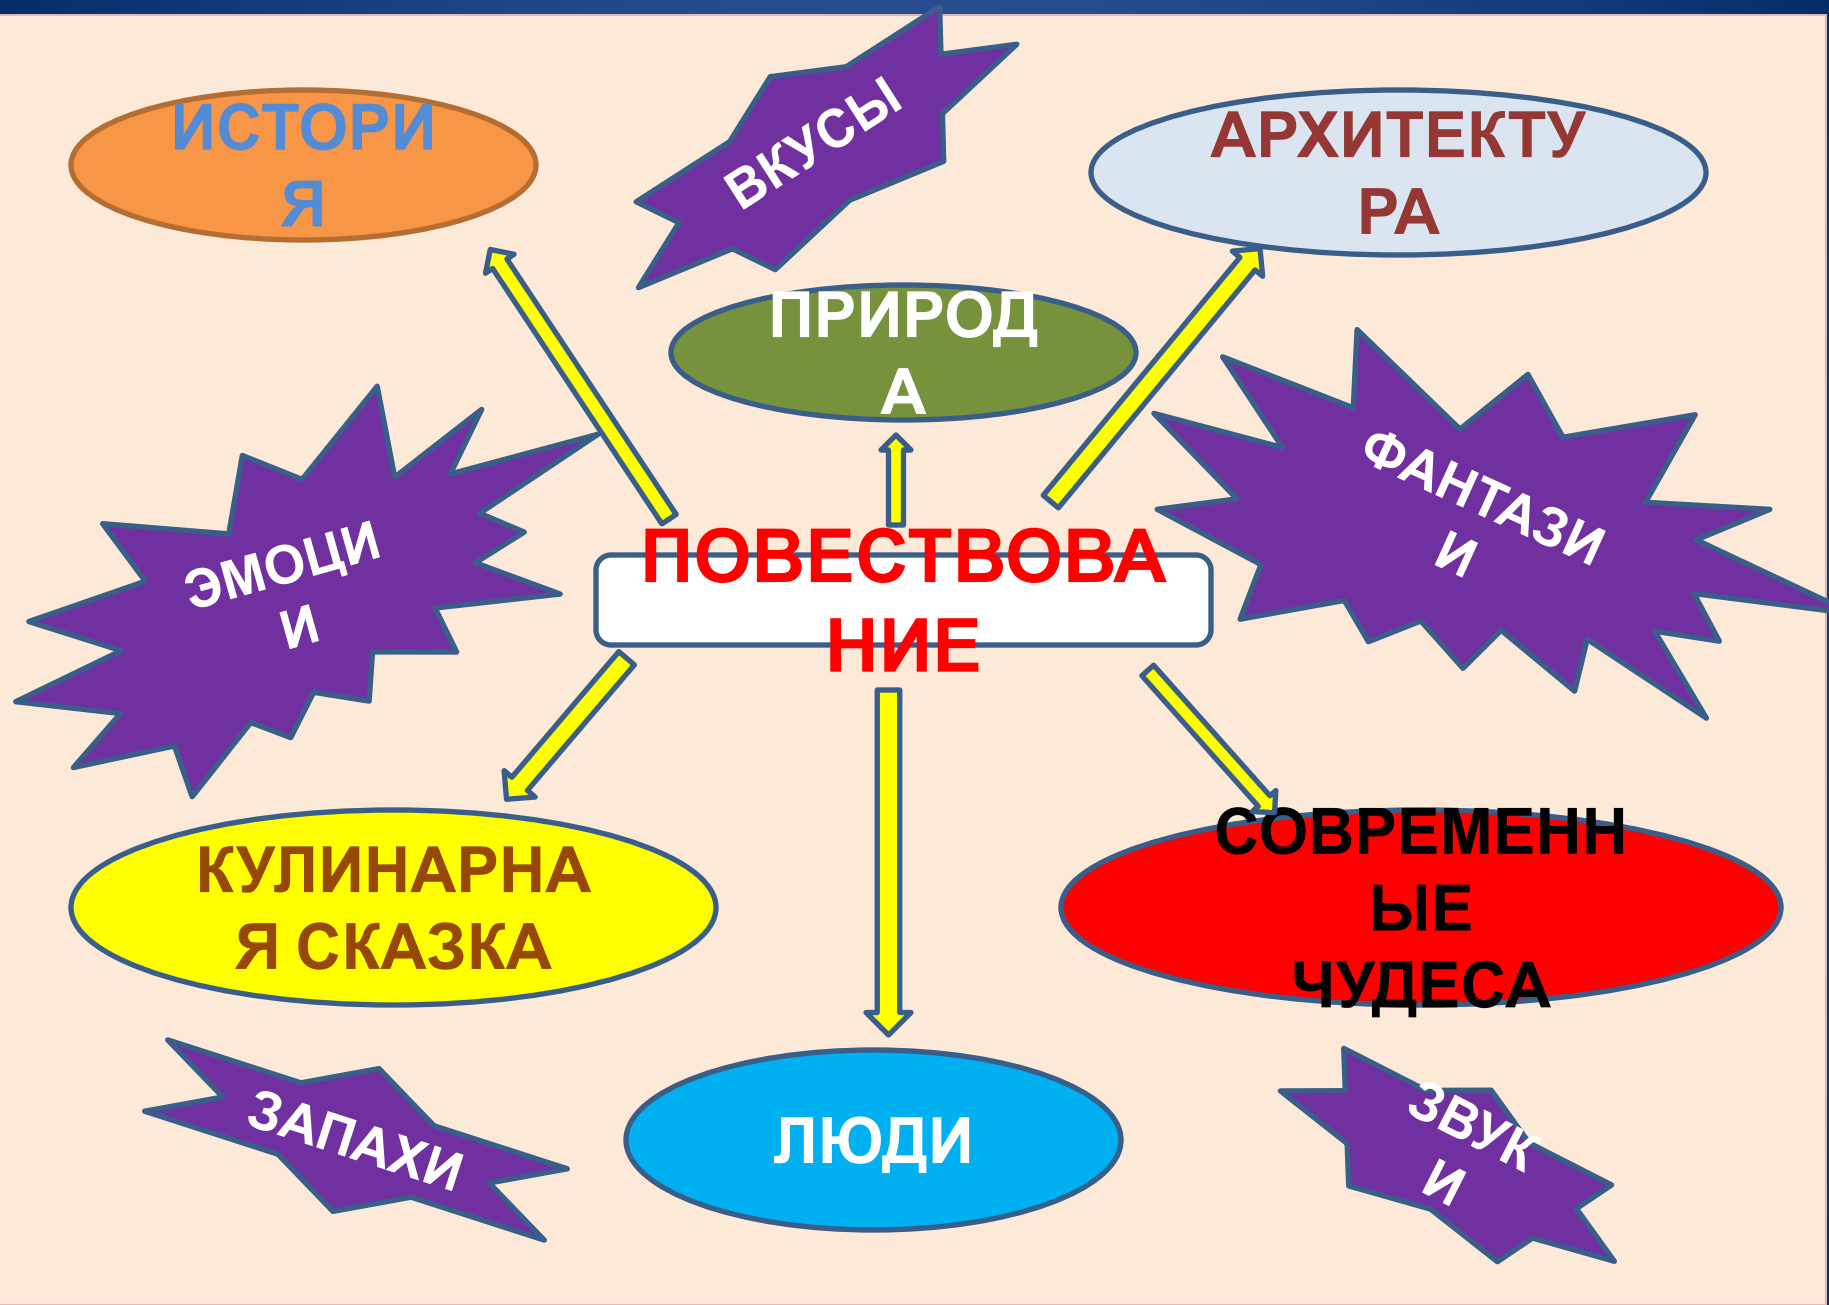 ВКУСЫ
ИСТОРИ
Я
АРХИТЕКТУ
РА
ПРИРОД
А
ФАНТАЗИ
И
ЭМОЦИ
И
ПОВЕСТВОВА
НИЕ
КУЛИНАРНА
Я СКАЗКА
СОВРЕМЕНН
ЫЕ
ЧУДЕСА
ЗАПАХИ
ЛЮДИ
ЗВУК
И